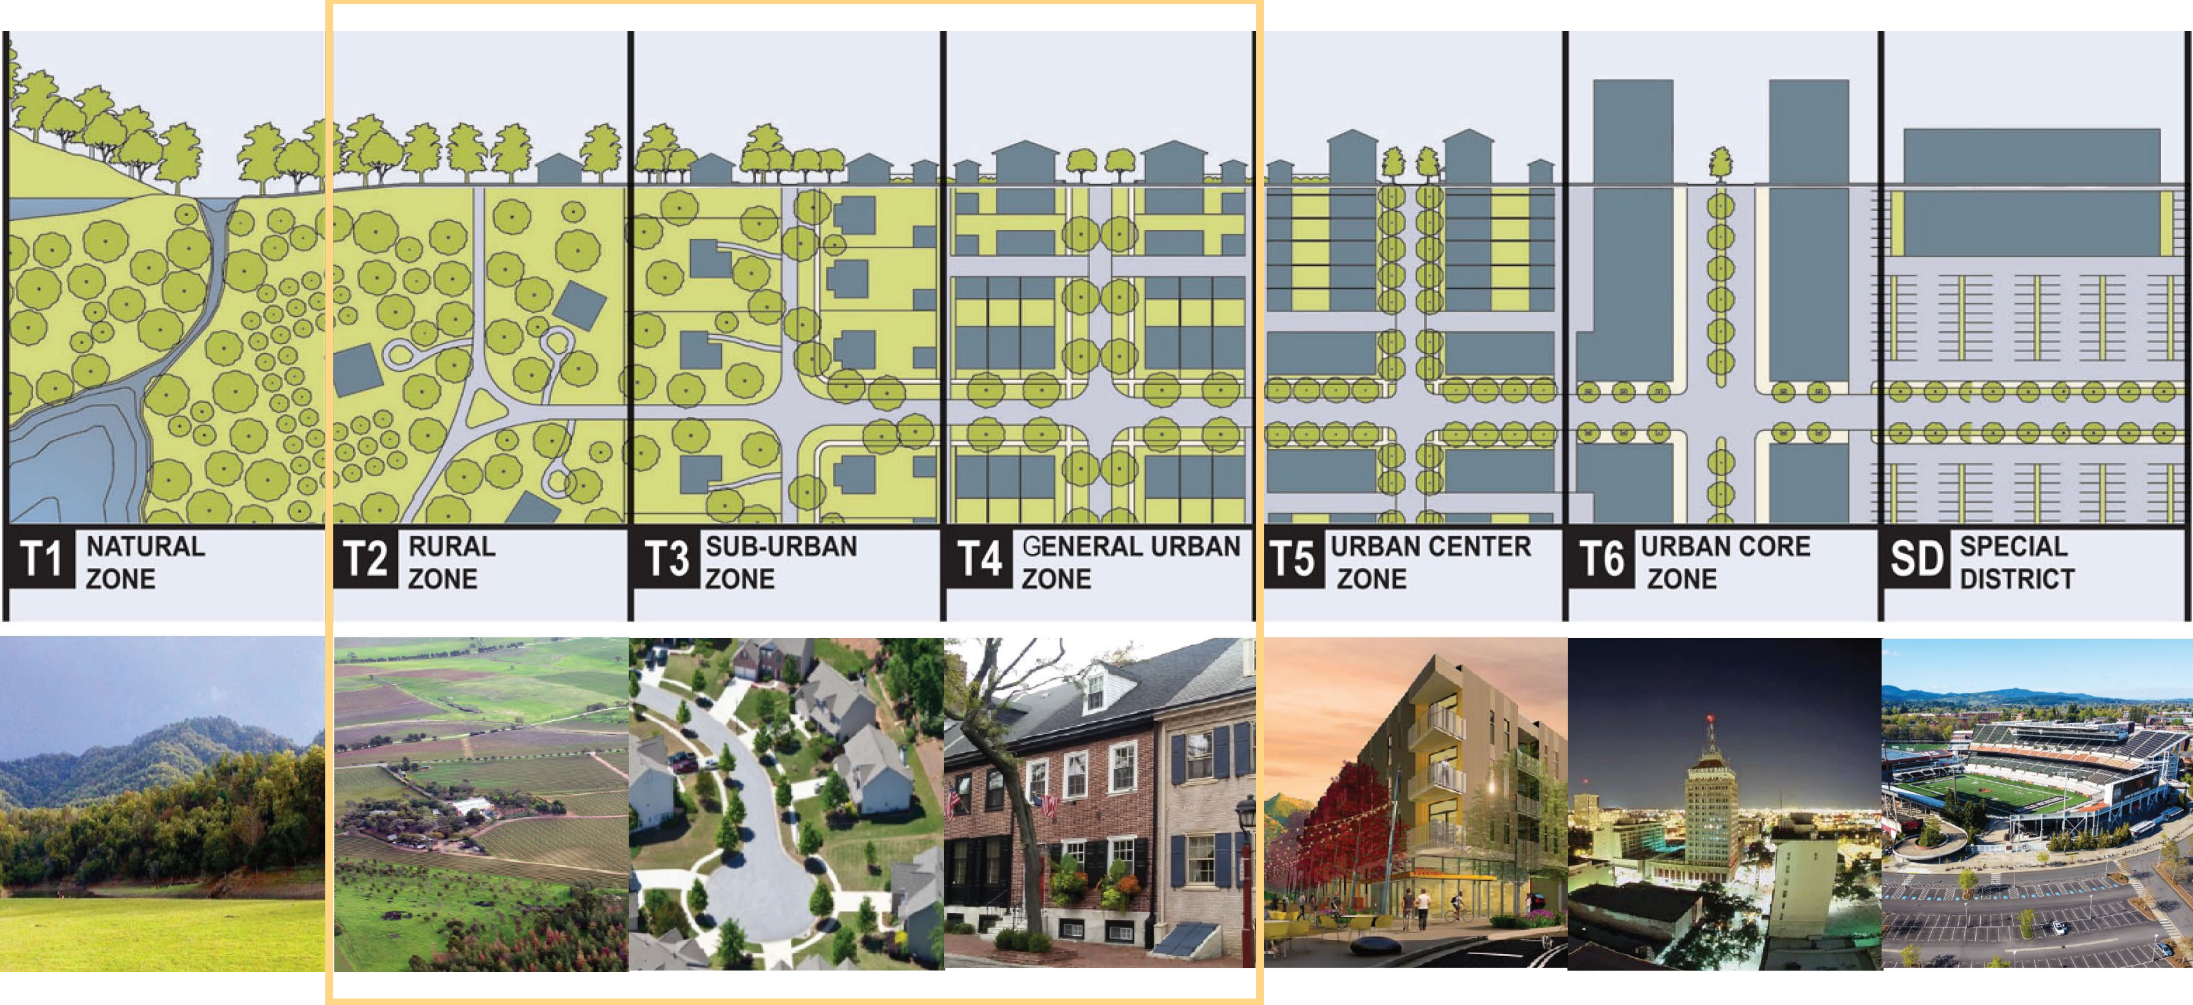 T1 NATURAL
ZONE
T2 RURAL
ZONE
T3 SUB-URBAN
ZONE
T4 GENERAL URBAN
ZONE
T5 URBAN CENTER
ZONE
T6 URBAN CORE
ZONE
SD SPECIAL
DISTRICT